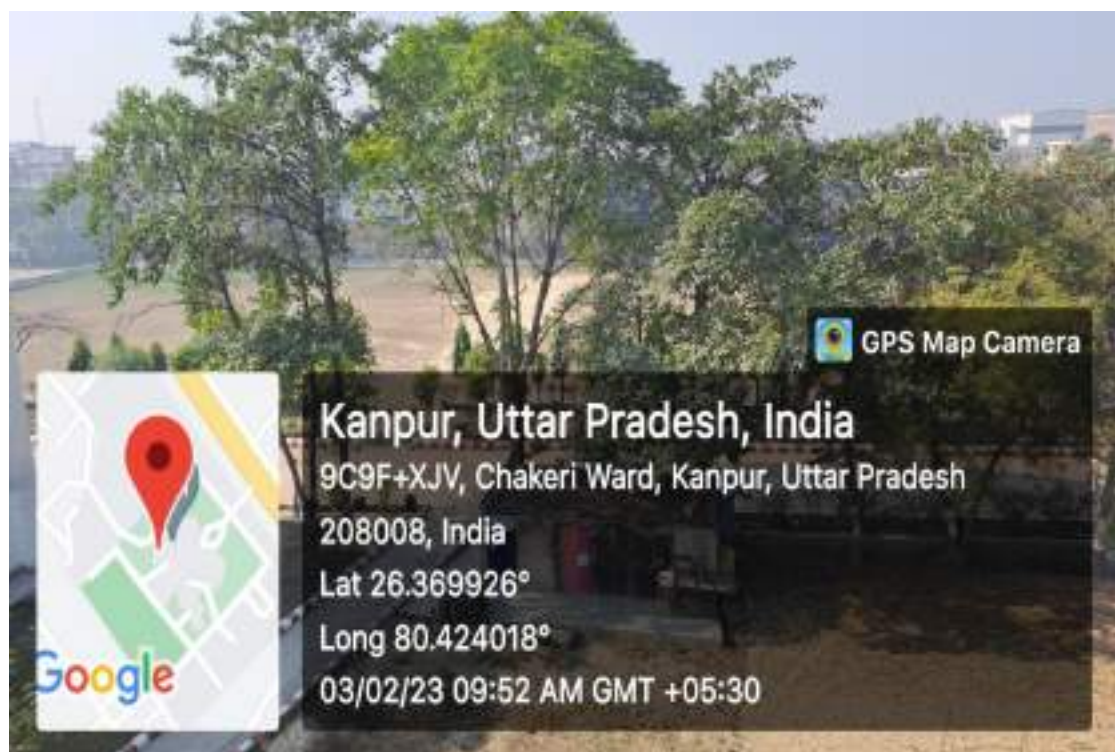 GPS Map Camera
Kanpur, Uttar Pradesh, India
9C9F+XJV, Chakeri Ward, Kanpur, Uttar Pradesh
208008, India
Lat 26.369926°
Long 80.424018°
03/02/23 09:52 AM GMT +05:30
Google